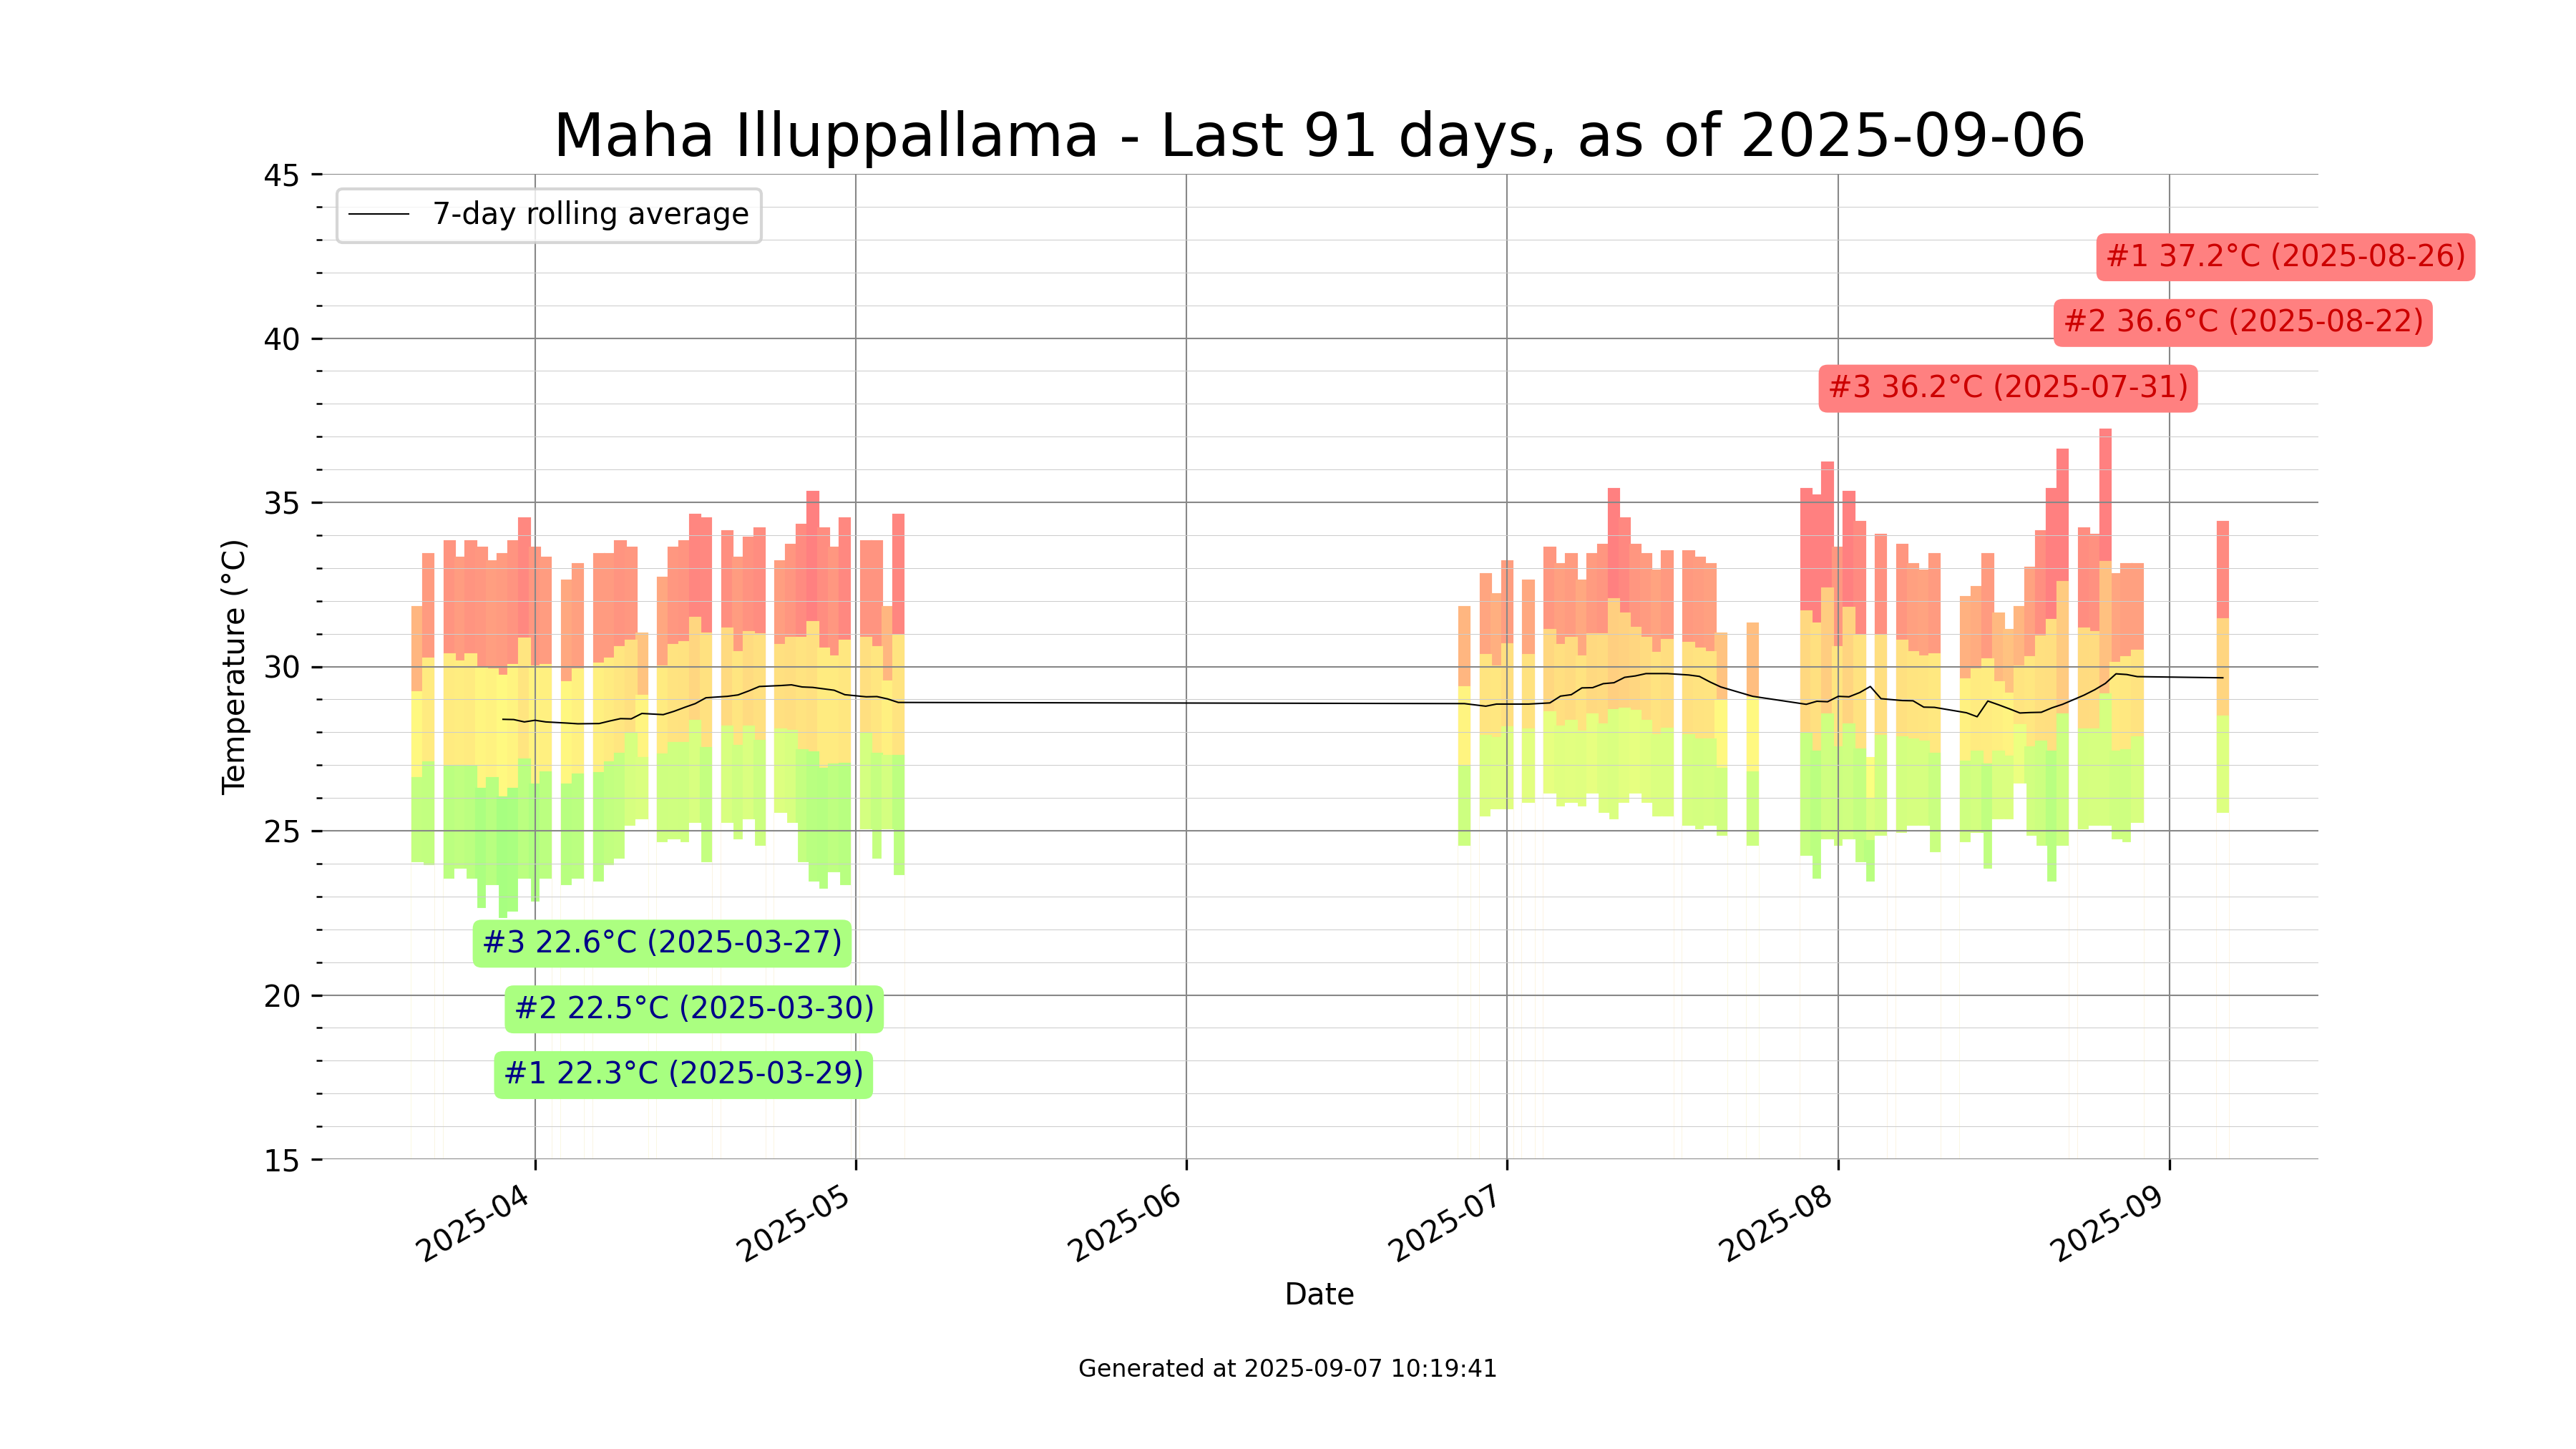 Maha Illuppallama - Last 91 days, as of 2025-09-06
45
7-day rolling average
#1 37.2°C (2025-08-26)
#2 36.6°C (2025-08-22)
40
#3 36.2°C (2025-07-31)
35
Temperature (°C)
30
25
#3 22.6°C (2025-03-27)
20
#2 22.5°C (2025-03-30)
#1 22.3°C (2025-03-29)
15
2025-04
2025-05
2025-06
2025-07
2025-08
2025-09
Date
Generated at 2025-09-07 10:19:41